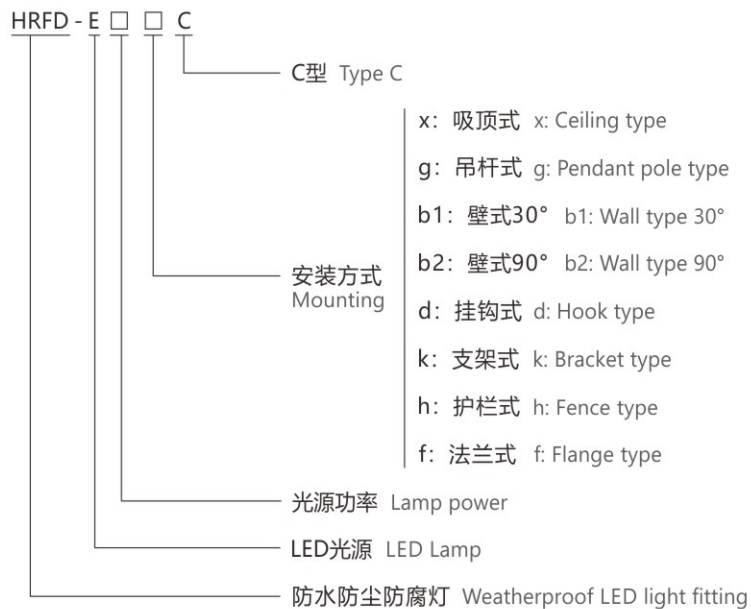 HRFD - E □ □ C
C型 Type C
x: 吸顶式 x: Ceiling type
g: 吊杆式 g: Pendant pole type
b1: 壁式30° b1: Wall type 30°
b2: 壁式90° b2: Wall type 90°
安装方式
Mounting
d: 挂钩式 d: Hook type
k: 支架式 k: Bracket type
h: 护栏式 h: Fence type
f: 法兰式 f: Flange type
光源功率 Lamp power
LED光源 LED Lamp
防水防尘防腐灯 Weatherproof LED light fitting